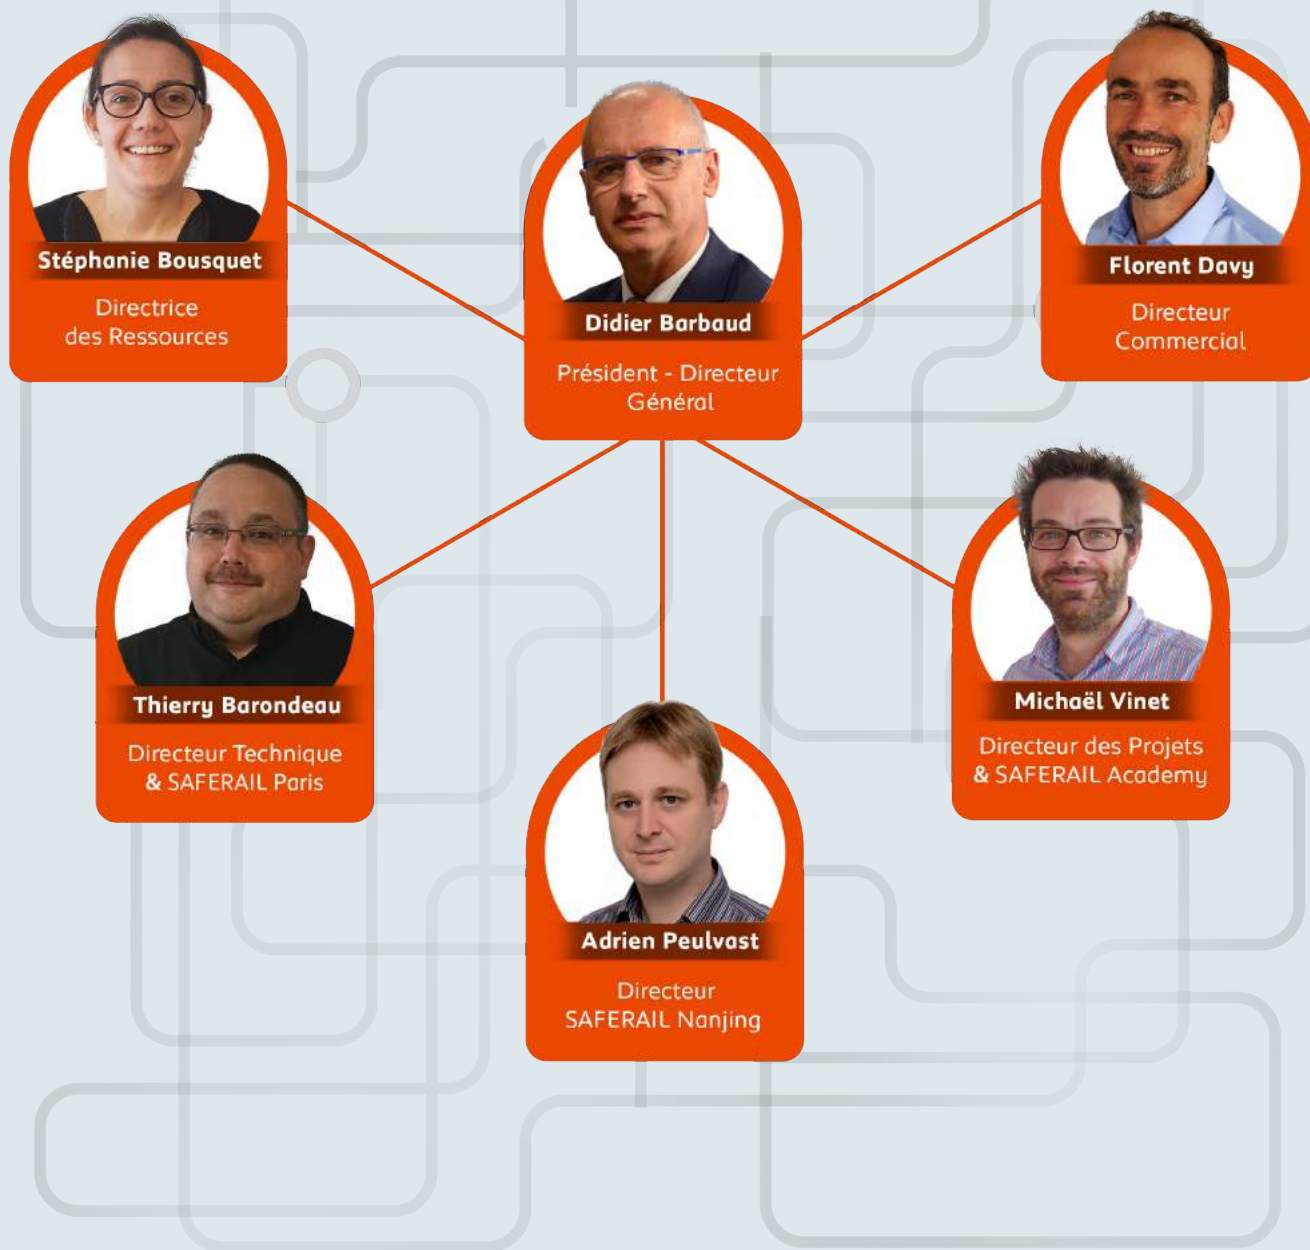 Stéphanie Bousquet
Directrice
des Ressources
Didier Barbaud
Président - Directeur
Général
Florent Davy
Directeur
Commercial
Thierry Barondeau
Directeur Technique
& SAFERAIL Paris
Adrien Peulvast
Directeur
SAFERAIL Nanjing
Michaël Vinet
Directeur des Projets
& SAFERAIL Academy